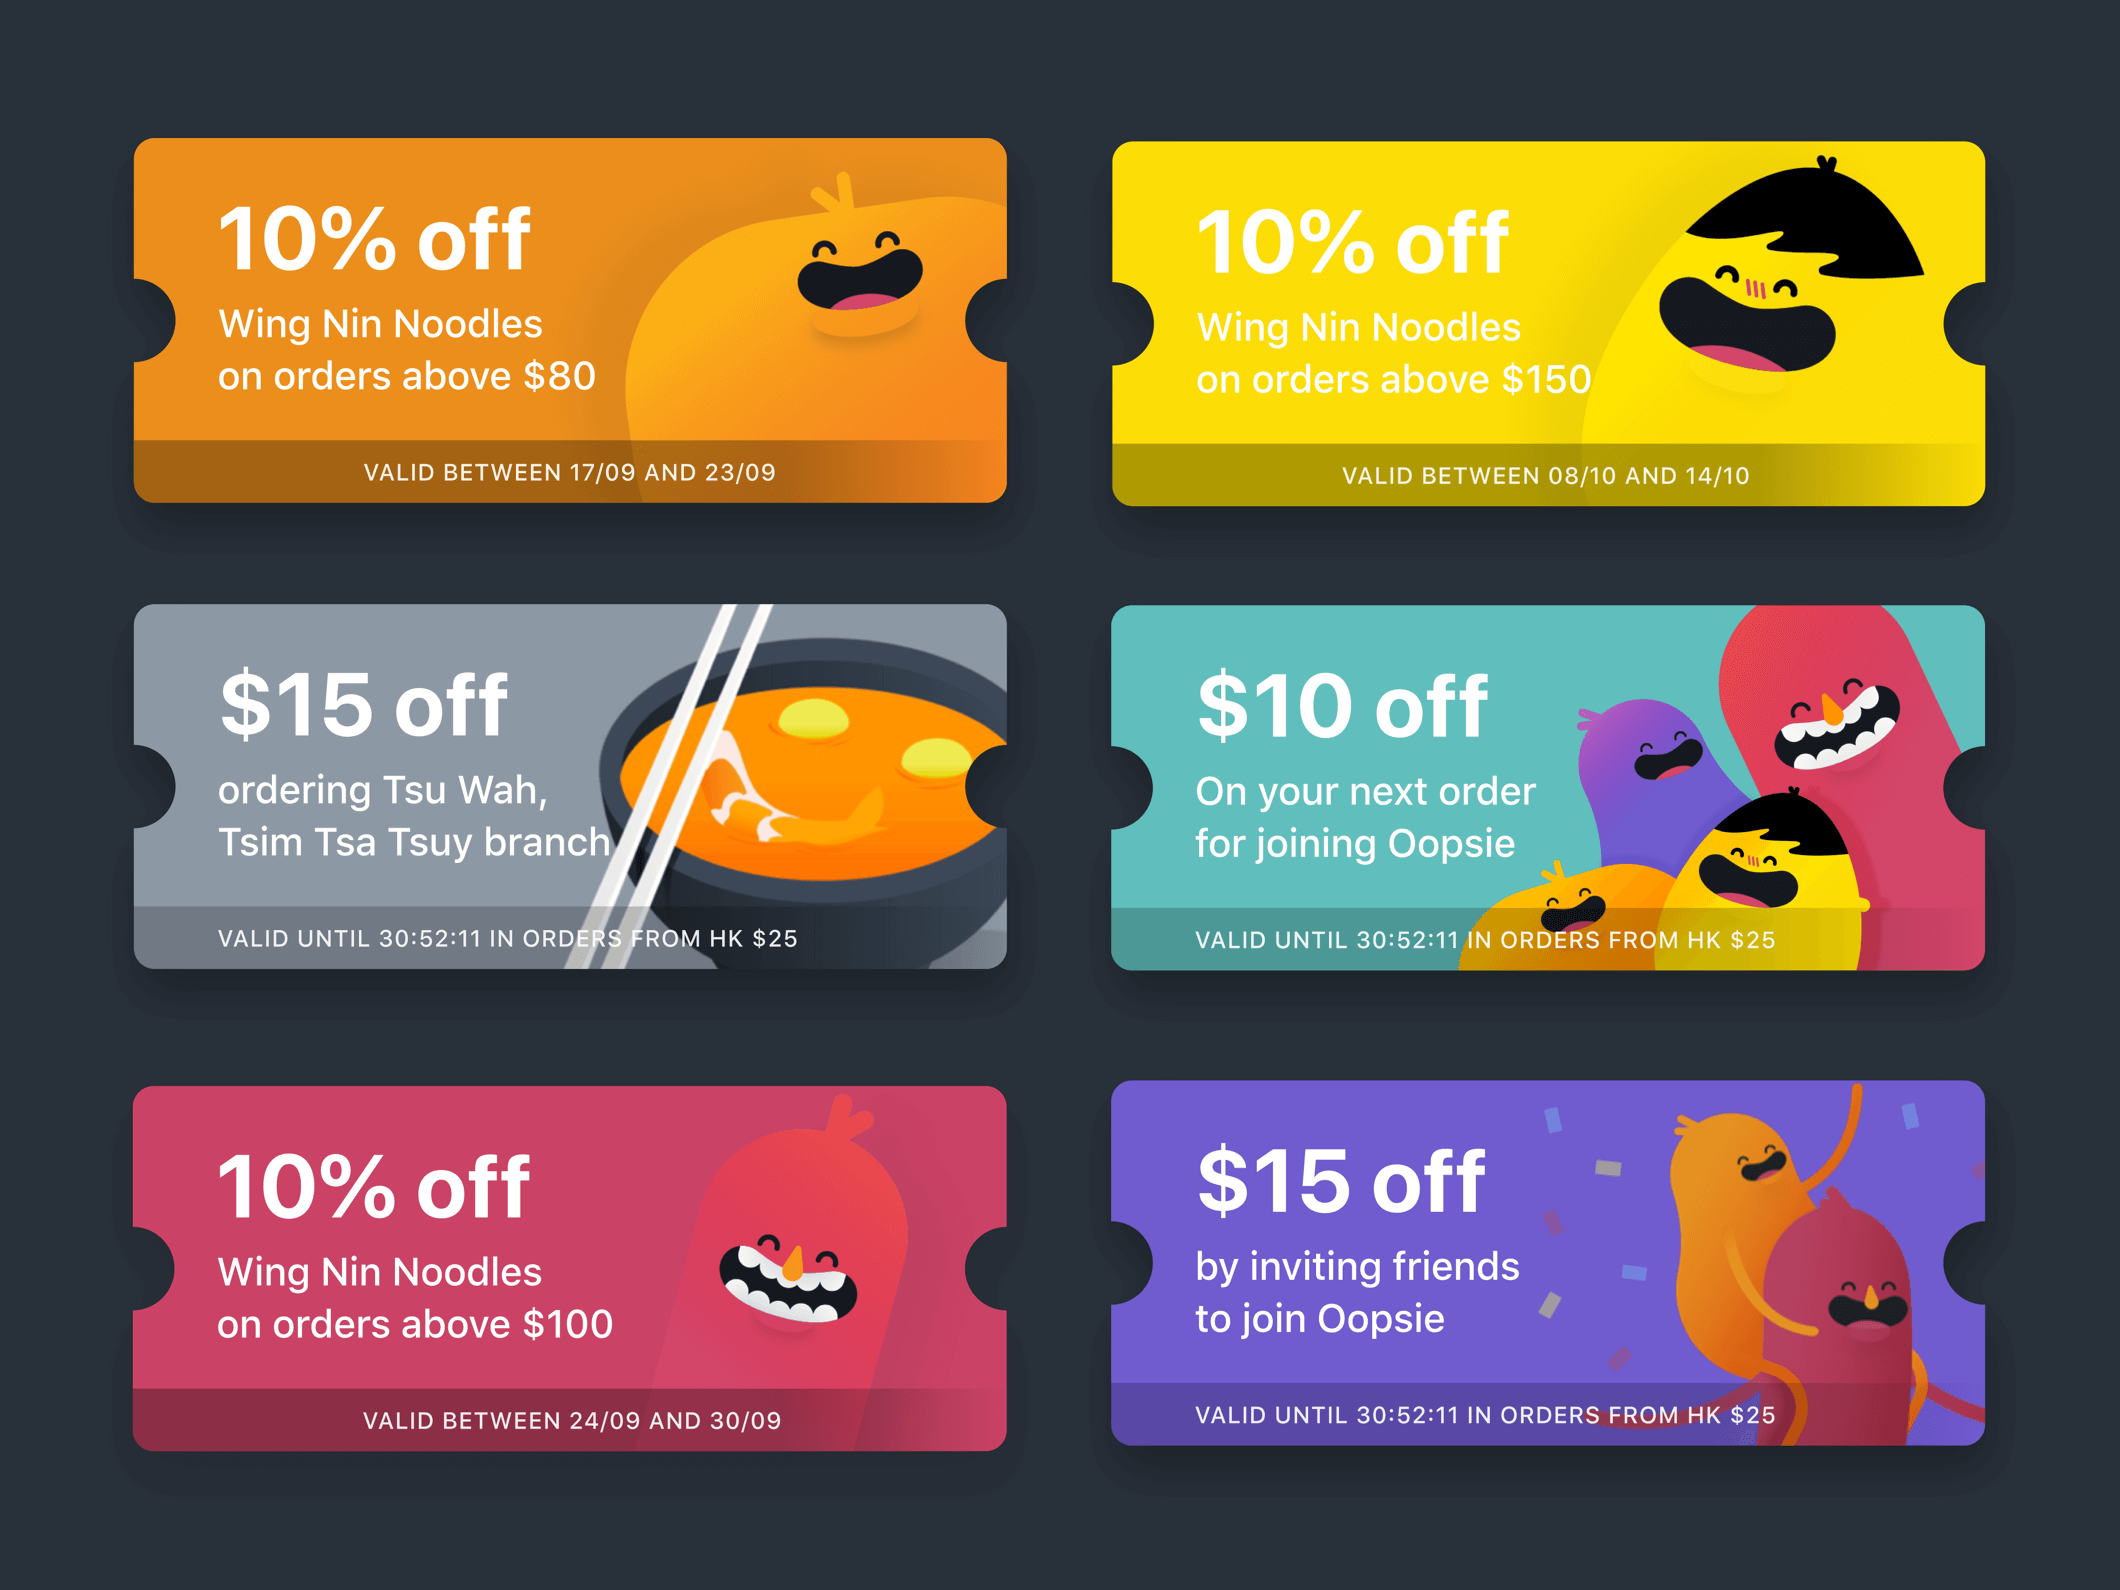 10% off
Wing Nin Noodles
on orders above $80
VALID BETWEEN 17/09 AND 23/09
10% off
Wing Nin Noodles
on orders above $150
VALID BETWEEN 08/10 AND 14/10
$15 off
ordering Tsu Wah,
Tsim Tsa Tsuy branch
VALID UNTIL 30:52:11 IN ORDERS FROM HK $25
$10 off
On your next order
for joining Oopsie
VALID UNTIL 30:52:11 IN ORDERS FROM HK $25
10% off
Wing Nin Noodles
on orders above $100
VALID BETWEEN 24/09 AND 30/09
$15 off
by inviting friends
to join Oopsie
VALID UNTIL 30:52:11 IN ORDERS FROM HK $25